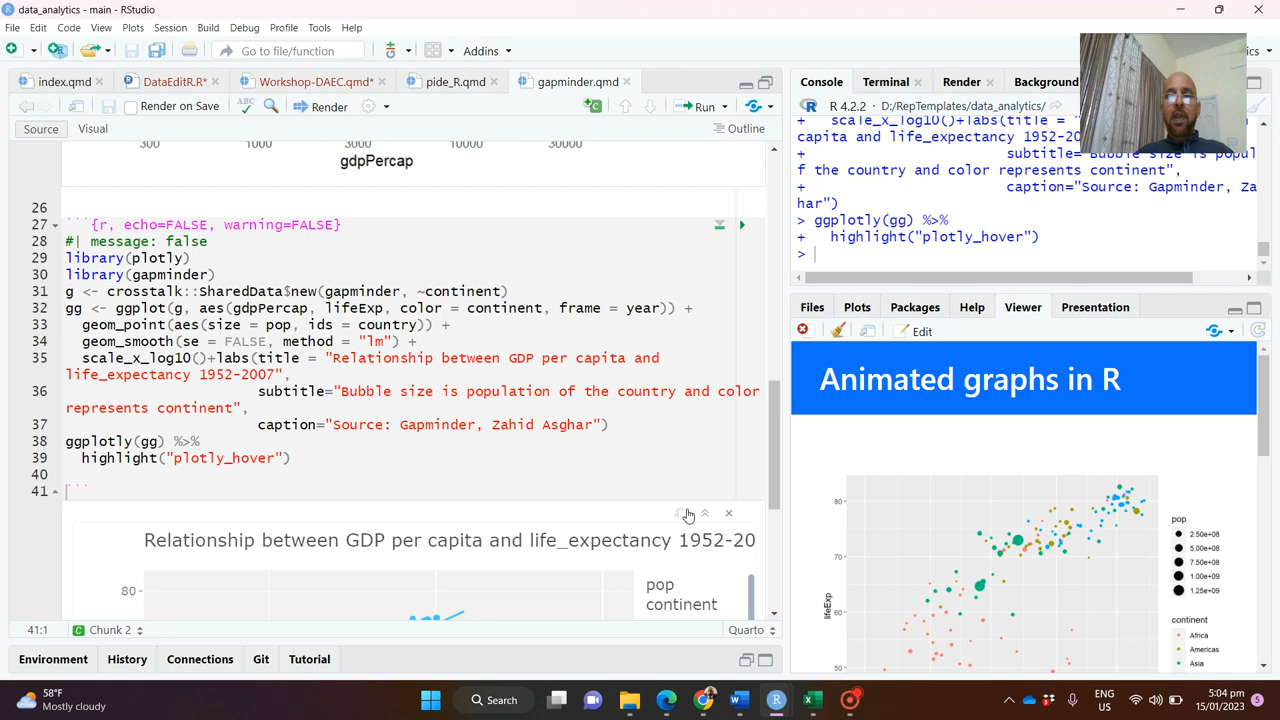 data_analytics - main - RStudio
File Edit Code View Plots Session Build Debug Profile Tools Help
Go to file/function Addins
index.qmd DataEditR.R* Workshop-DAEC.qmd* pide_R.qmd gapminder.qmd
Render on Save ABC Render Run
Source Visual Outline
300 1000 3000 10000 30000
gdpPercap
26
27 ```{r, echo=FALSE, warning=FALSE}
28 #| message: false
29 library(plotly)
30 library(gapminder)
31 g <- crosstalk::SharedData$new(gapminder, ~continent)
32 gg <- ggplot(g, aes(gdpPercap, lifeExp, color = continent, frame = year)) +
33 geom_point(aes(size = pop, ids = country)) +
34 geom_smooth(se = FALSE, method = "lm") +
35 scale_x_log10()+labs(title = "Relationship between GDP per capita and
life_expectancy 1952-2007",
36 subtitle="Bubble size is population of the country and color
represents continent",
37 caption="Source: Gapminder, Zahid Asghar")
38 ggplotly(gg) %>%
39 highlight("plotly_hover")
40
41 ```
Relationship between GDP per capita and life_expectancy 1952-20
80
pop
continent
41:1 Chunk 2 Quarto
Environment History Connections Git Tutorial
Console Terminal Render Background
R 4.2.2 · D:/RepTemplates/data_analytics/
+ scale_x_log10()+labs(title = "
capita and life_expectancy 1952-20
+ subtitle="Bubble size is popul
f the country and color represents continent",
+ caption="Source: Gapminder, Za
har")
> ggplotly(gg) %>%
+ highlight("plotly_hover")
>
Files Plots Packages Help Viewer Presentation
Edit
Animated graphs in R
80
70
60
50
lifeExp
pop
2.50e+08
5.00e+08
7.50e+08
1.00e+09
1.25e+09
continent
Africa
Americas
Asia
58°F
Mostly cloudy
Search
ENG
US
5:04 pm
15/01/2023
5